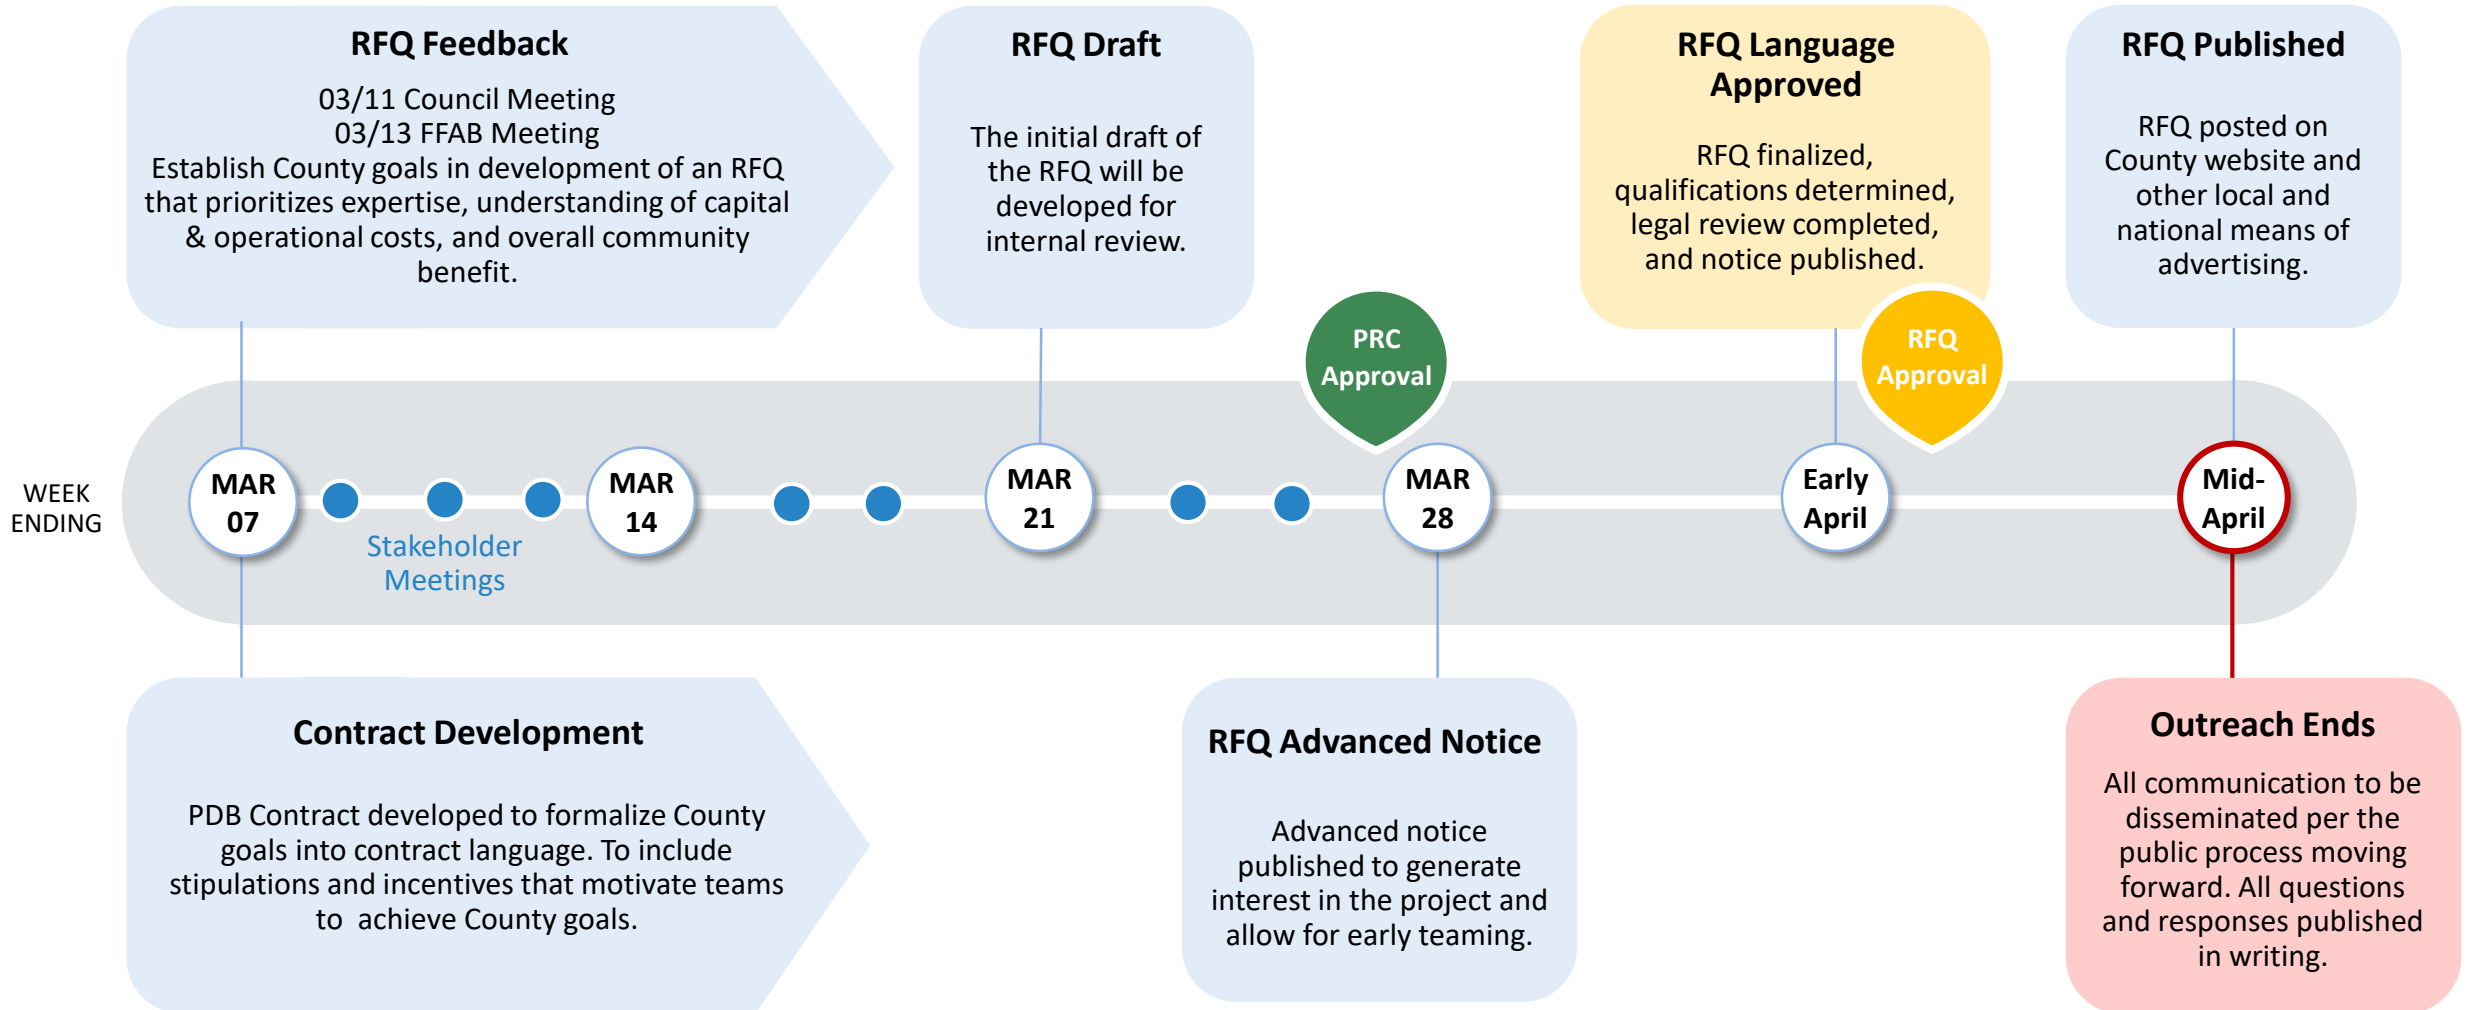 RFQ Feedback
03/11 Council Meeting
03/13 FFAB Meeting
Establish County goals in development of an RFQ
that prioritizes expertise, understanding of capital
& operational costs, and overall community
benefit.
RFQ Draft
The initial draft of
the RFQ will be
developed for
internal review.
RFQ Language
Approved
RFQ finalized,
qualifications determined,
legal review completed,
and notice published.
RFQ Published
RFQ posted on
County website and
other local and
national means of
advertising.
PRC
Approval
RFQ
Approval
WEEK
ENDING
MAR
07
Stakeholder
Meetings
MAR
14
MAR
21
MAR
28
Early
April
Mid-
April
Contract Development
PDB Contract developed to formalize County
goals into contract language. To include
stipulations and incentives that motivate teams
to  achieve County goals.
RFQ Advanced Notice
Advanced notice
published to generate
interest in the project and
allow for early teaming.
Outreach Ends
All communication to be
disseminated per the
public process moving
forward. All questions
and responses published
in writing.